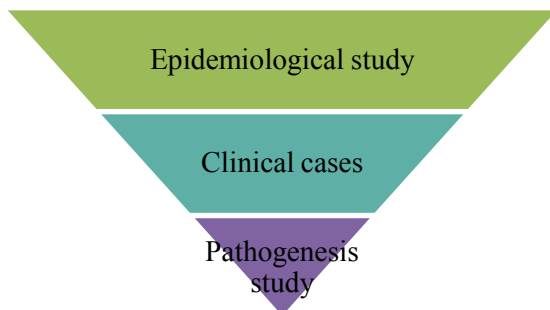 Epidemiological study
Clinical cases
Pathogenesis
study